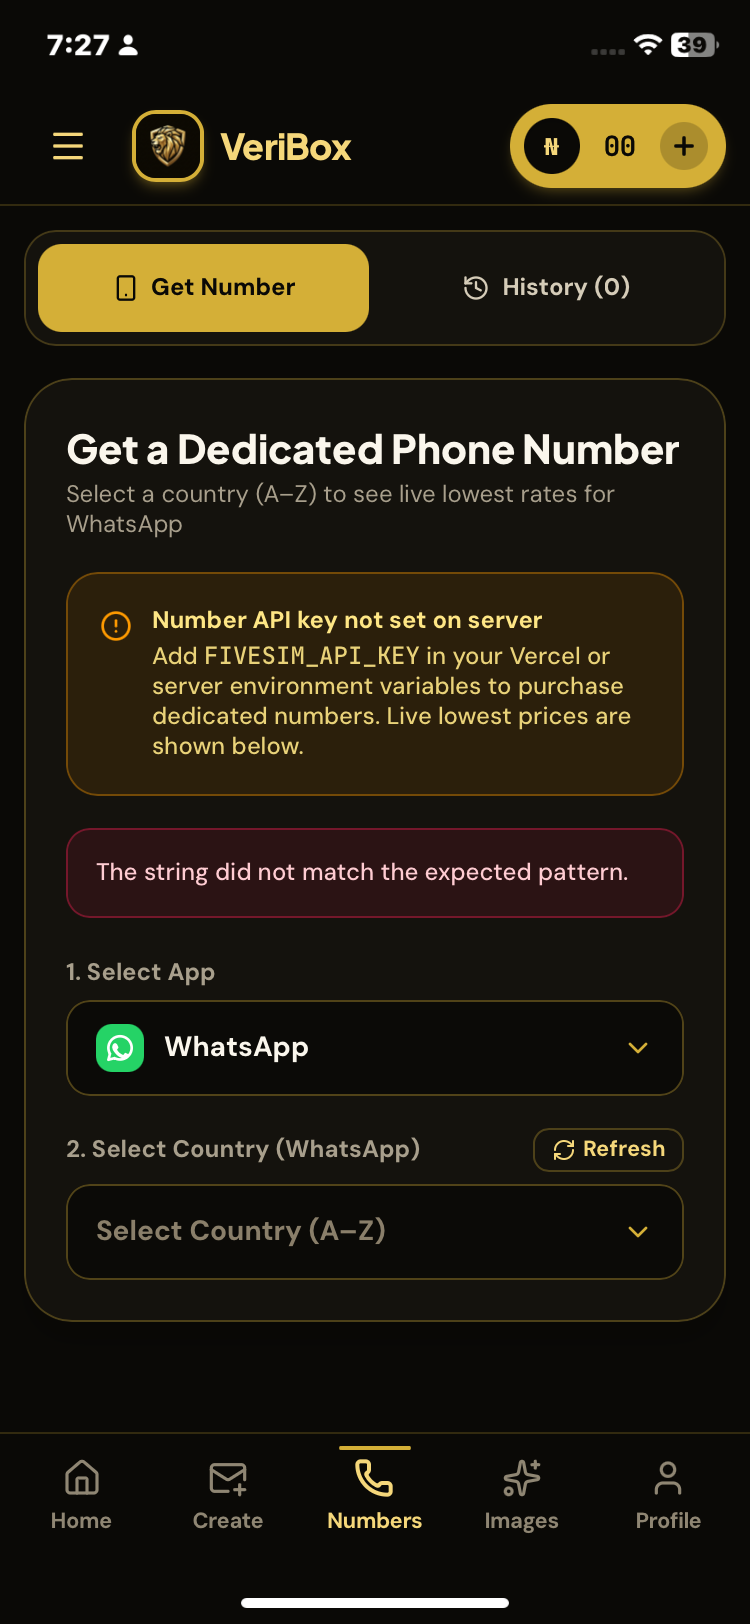 7:27
39
VeriBox
₦ 00 +
Get Number
History (0)
Get a Dedicated Phone Number
Select a country (A–Z) to see live lowest rates for
WhatsApp
Number API key not set on server
Add FIVESIM_API_KEY in your Vercel or
server environment variables to purchase
dedicated numbers. Live lowest prices are
shown below.
The string did not match the expected pattern.
1. Select App
WhatsApp
2. Select Country (WhatsApp)
Refresh
Select Country (A–Z)
Home
Create
Numbers
Images
Profile